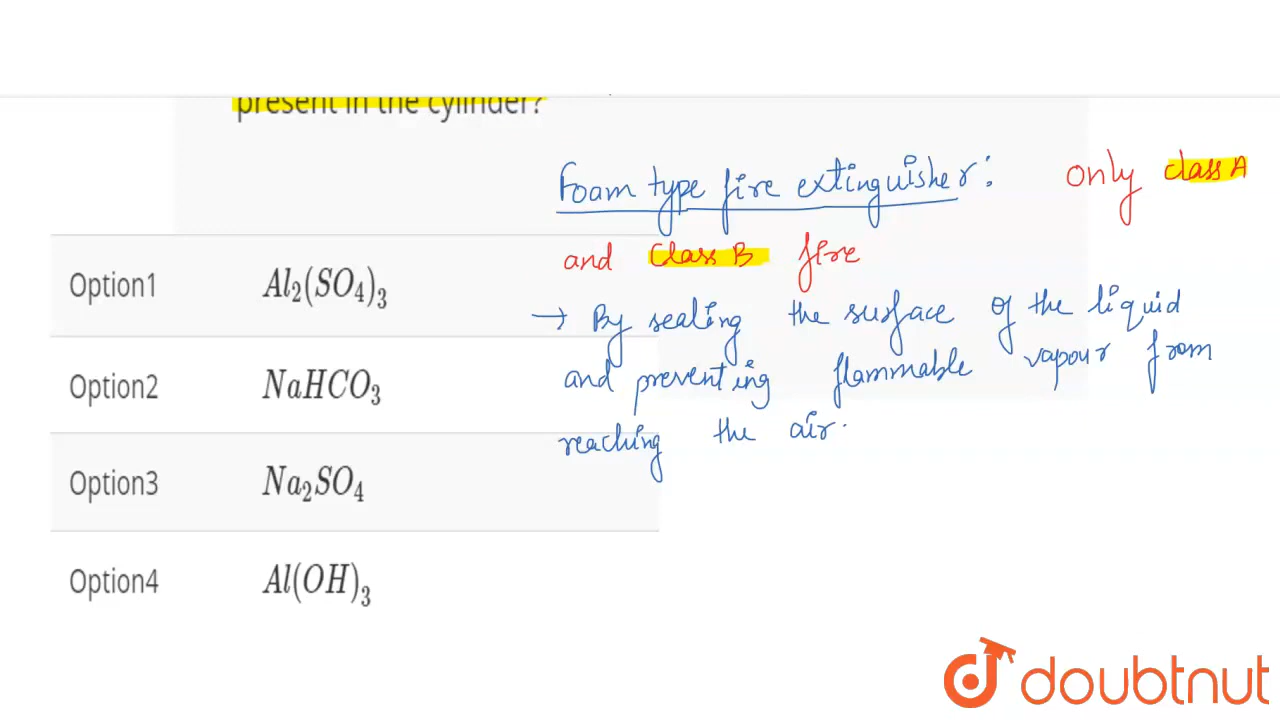 present in the cylinder?
Foam type fire extinguisher: only class A
and class B fire
→ By sealing the surface of the liquid
and preventing flammable vapour from
reaching the air.
Option1 Al₂(SO₄)₃
Option2 NaHCO₃
Option3 Na₂SO₄
Option4 Al(OH)₃
doubtnut